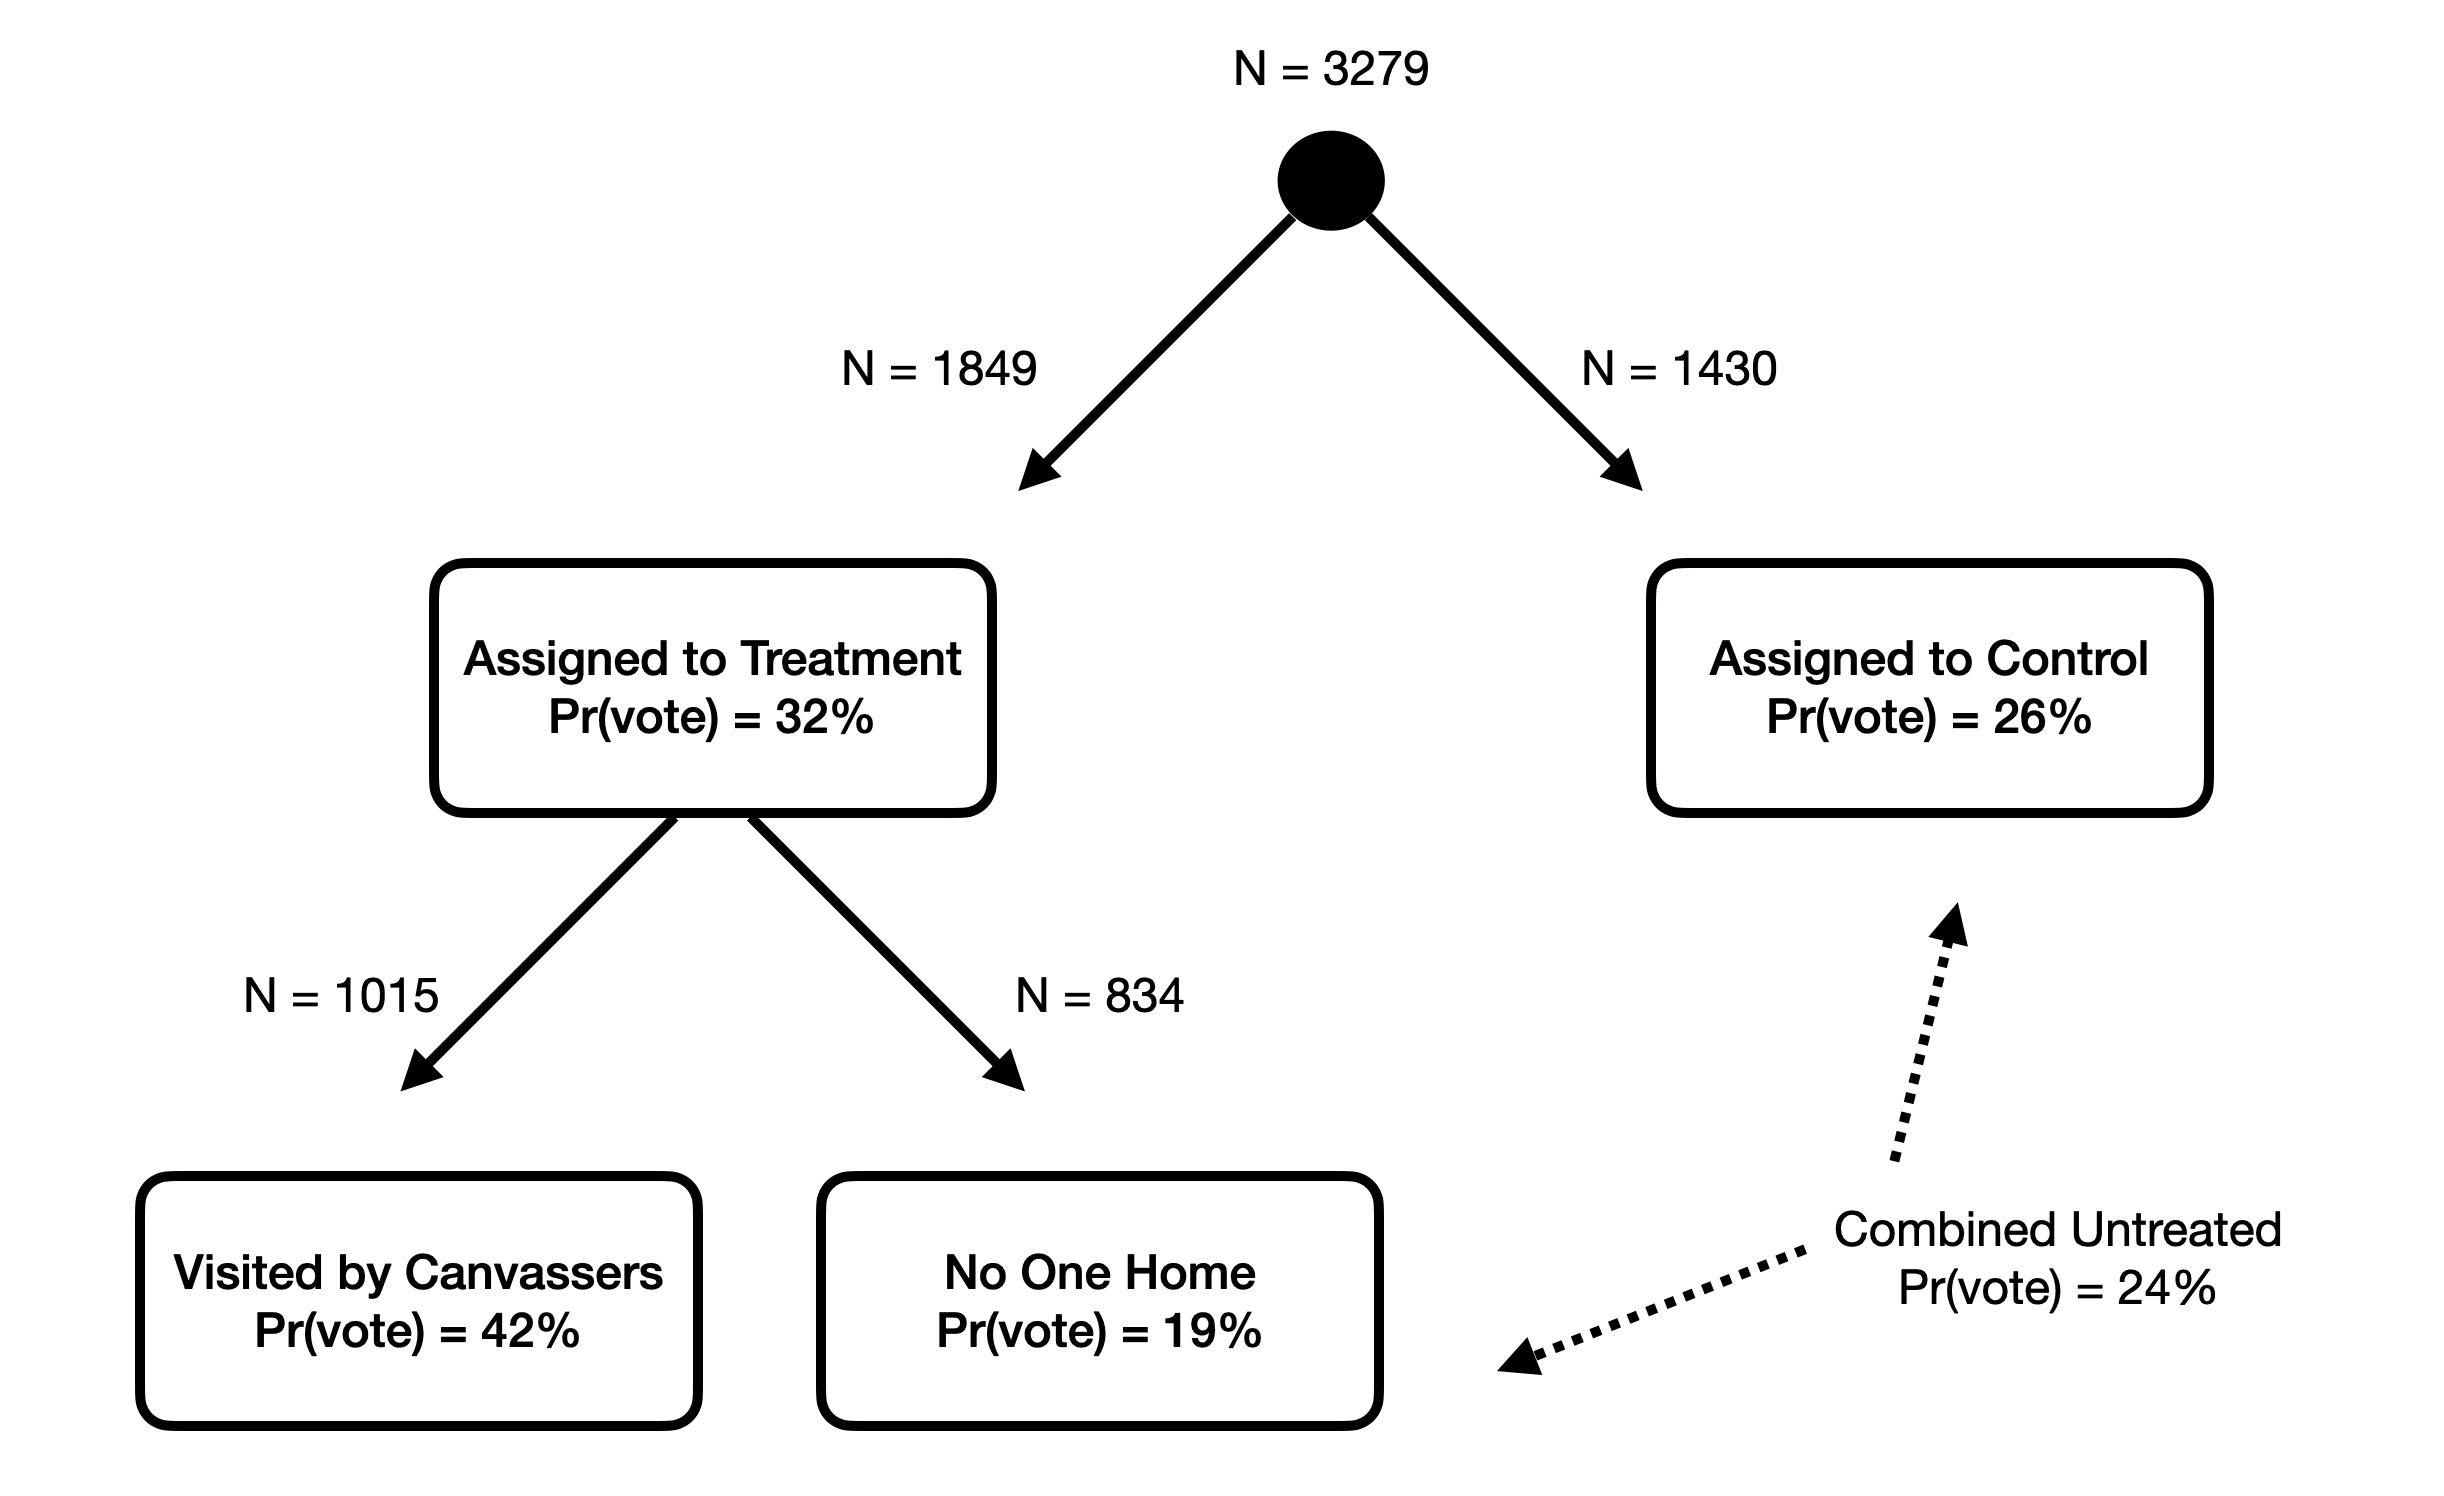 N = 3279
N = 1849
N = 1430
Assigned to Treatment
Pr(vote) = 32%
Assigned to Control
Pr(vote) = 26%
N = 1015
N = 834
Visited by Canvassers
Pr(vote) = 42%
No One Home
Pr(vote) = 19%
Combined Untreated
Pr(vote) = 24%